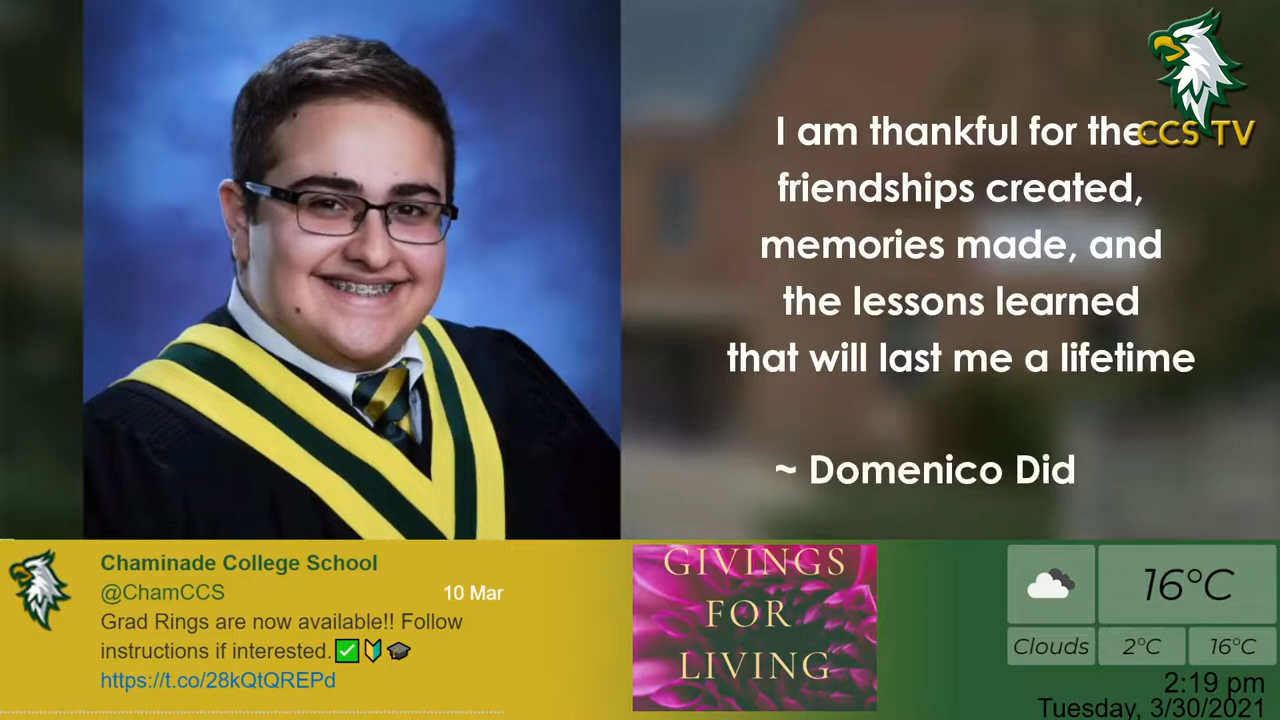 I am thankful for the
friendships created,
memories made, and
the lessons learned
that will last me a lifetime
~ Domenico Did
CCS TV
Chaminade College School
@ChamCCS
10 Mar
Grad Rings are now available!! Follow
instructions if interested.✅🔰🎓
https://t.co/28kQtQREPd
GIVINGS
FOR
LIVING
16°C
Clouds
2°C
16°C
2:19 pm
Tuesday, 3/30/2021